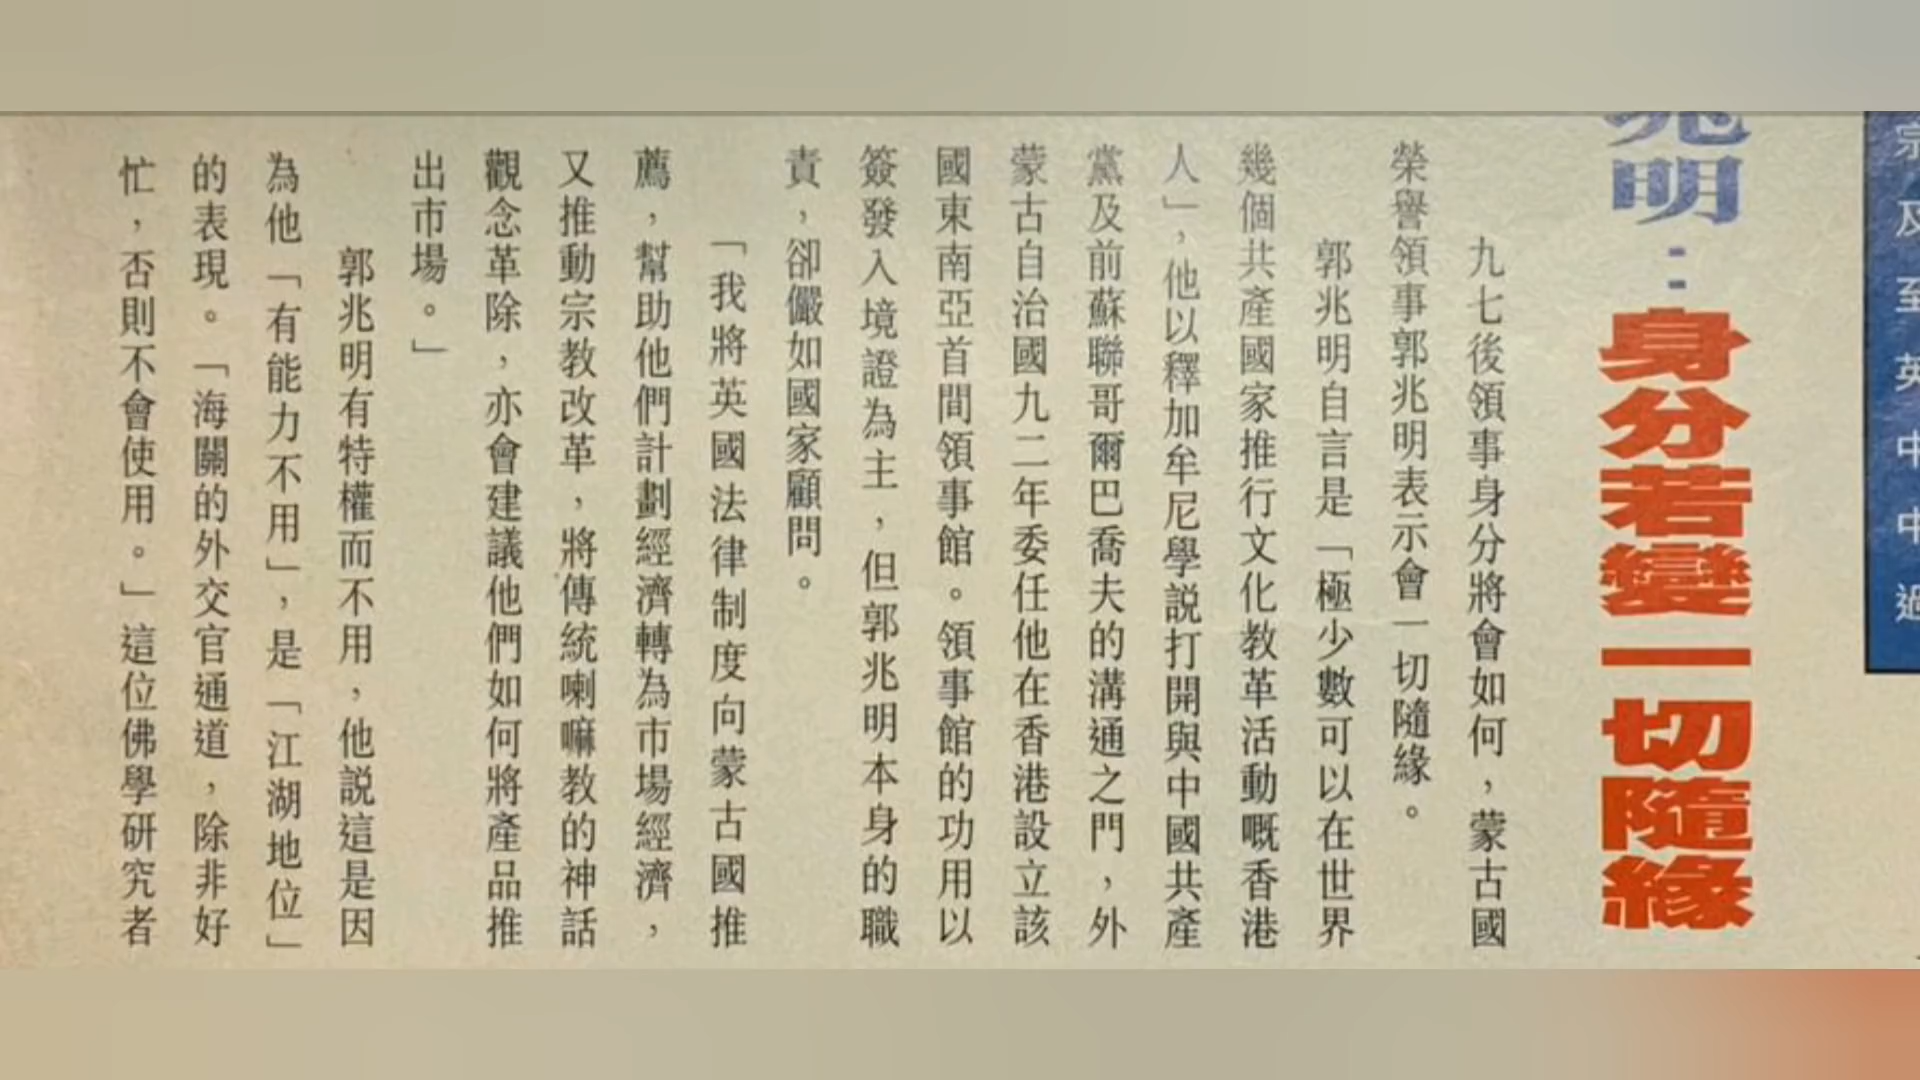 宗及至英中中過
兆明：身分若變一切隨緣
九七後領事身分將會如何，蒙古國
榮譽領事郭兆明表示會一切隨緣。
郭兆明自言是「極少數可以在世界
幾個共產國家推行文化教革活動嘅香港
人」，他以釋加牟尼學説打開與中國共產
黨及前蘇聯哥爾巴喬夫的溝通之門，外
蒙古自治國九二年委任他在香港設立該
國東南亞首間領事館。領事館的功用以
簽發入境證為主，但郭兆明本身的職
責，卻儼如國家顧問。
「我將英國法律制度向蒙古國推
薦，幫助他們計劃經濟轉為市場經濟，
又推動宗教改革，將傳統喇嘛教的神話
觀念革除，亦會建議他們如何將產品推
出市場。」
郭兆明有特權而不用，他説這是因
為他「有能力不用」，是「江湖地位」
的表現。「海關的外交官通道，除非好
忙，否則不會使用。」這位佛學研究者